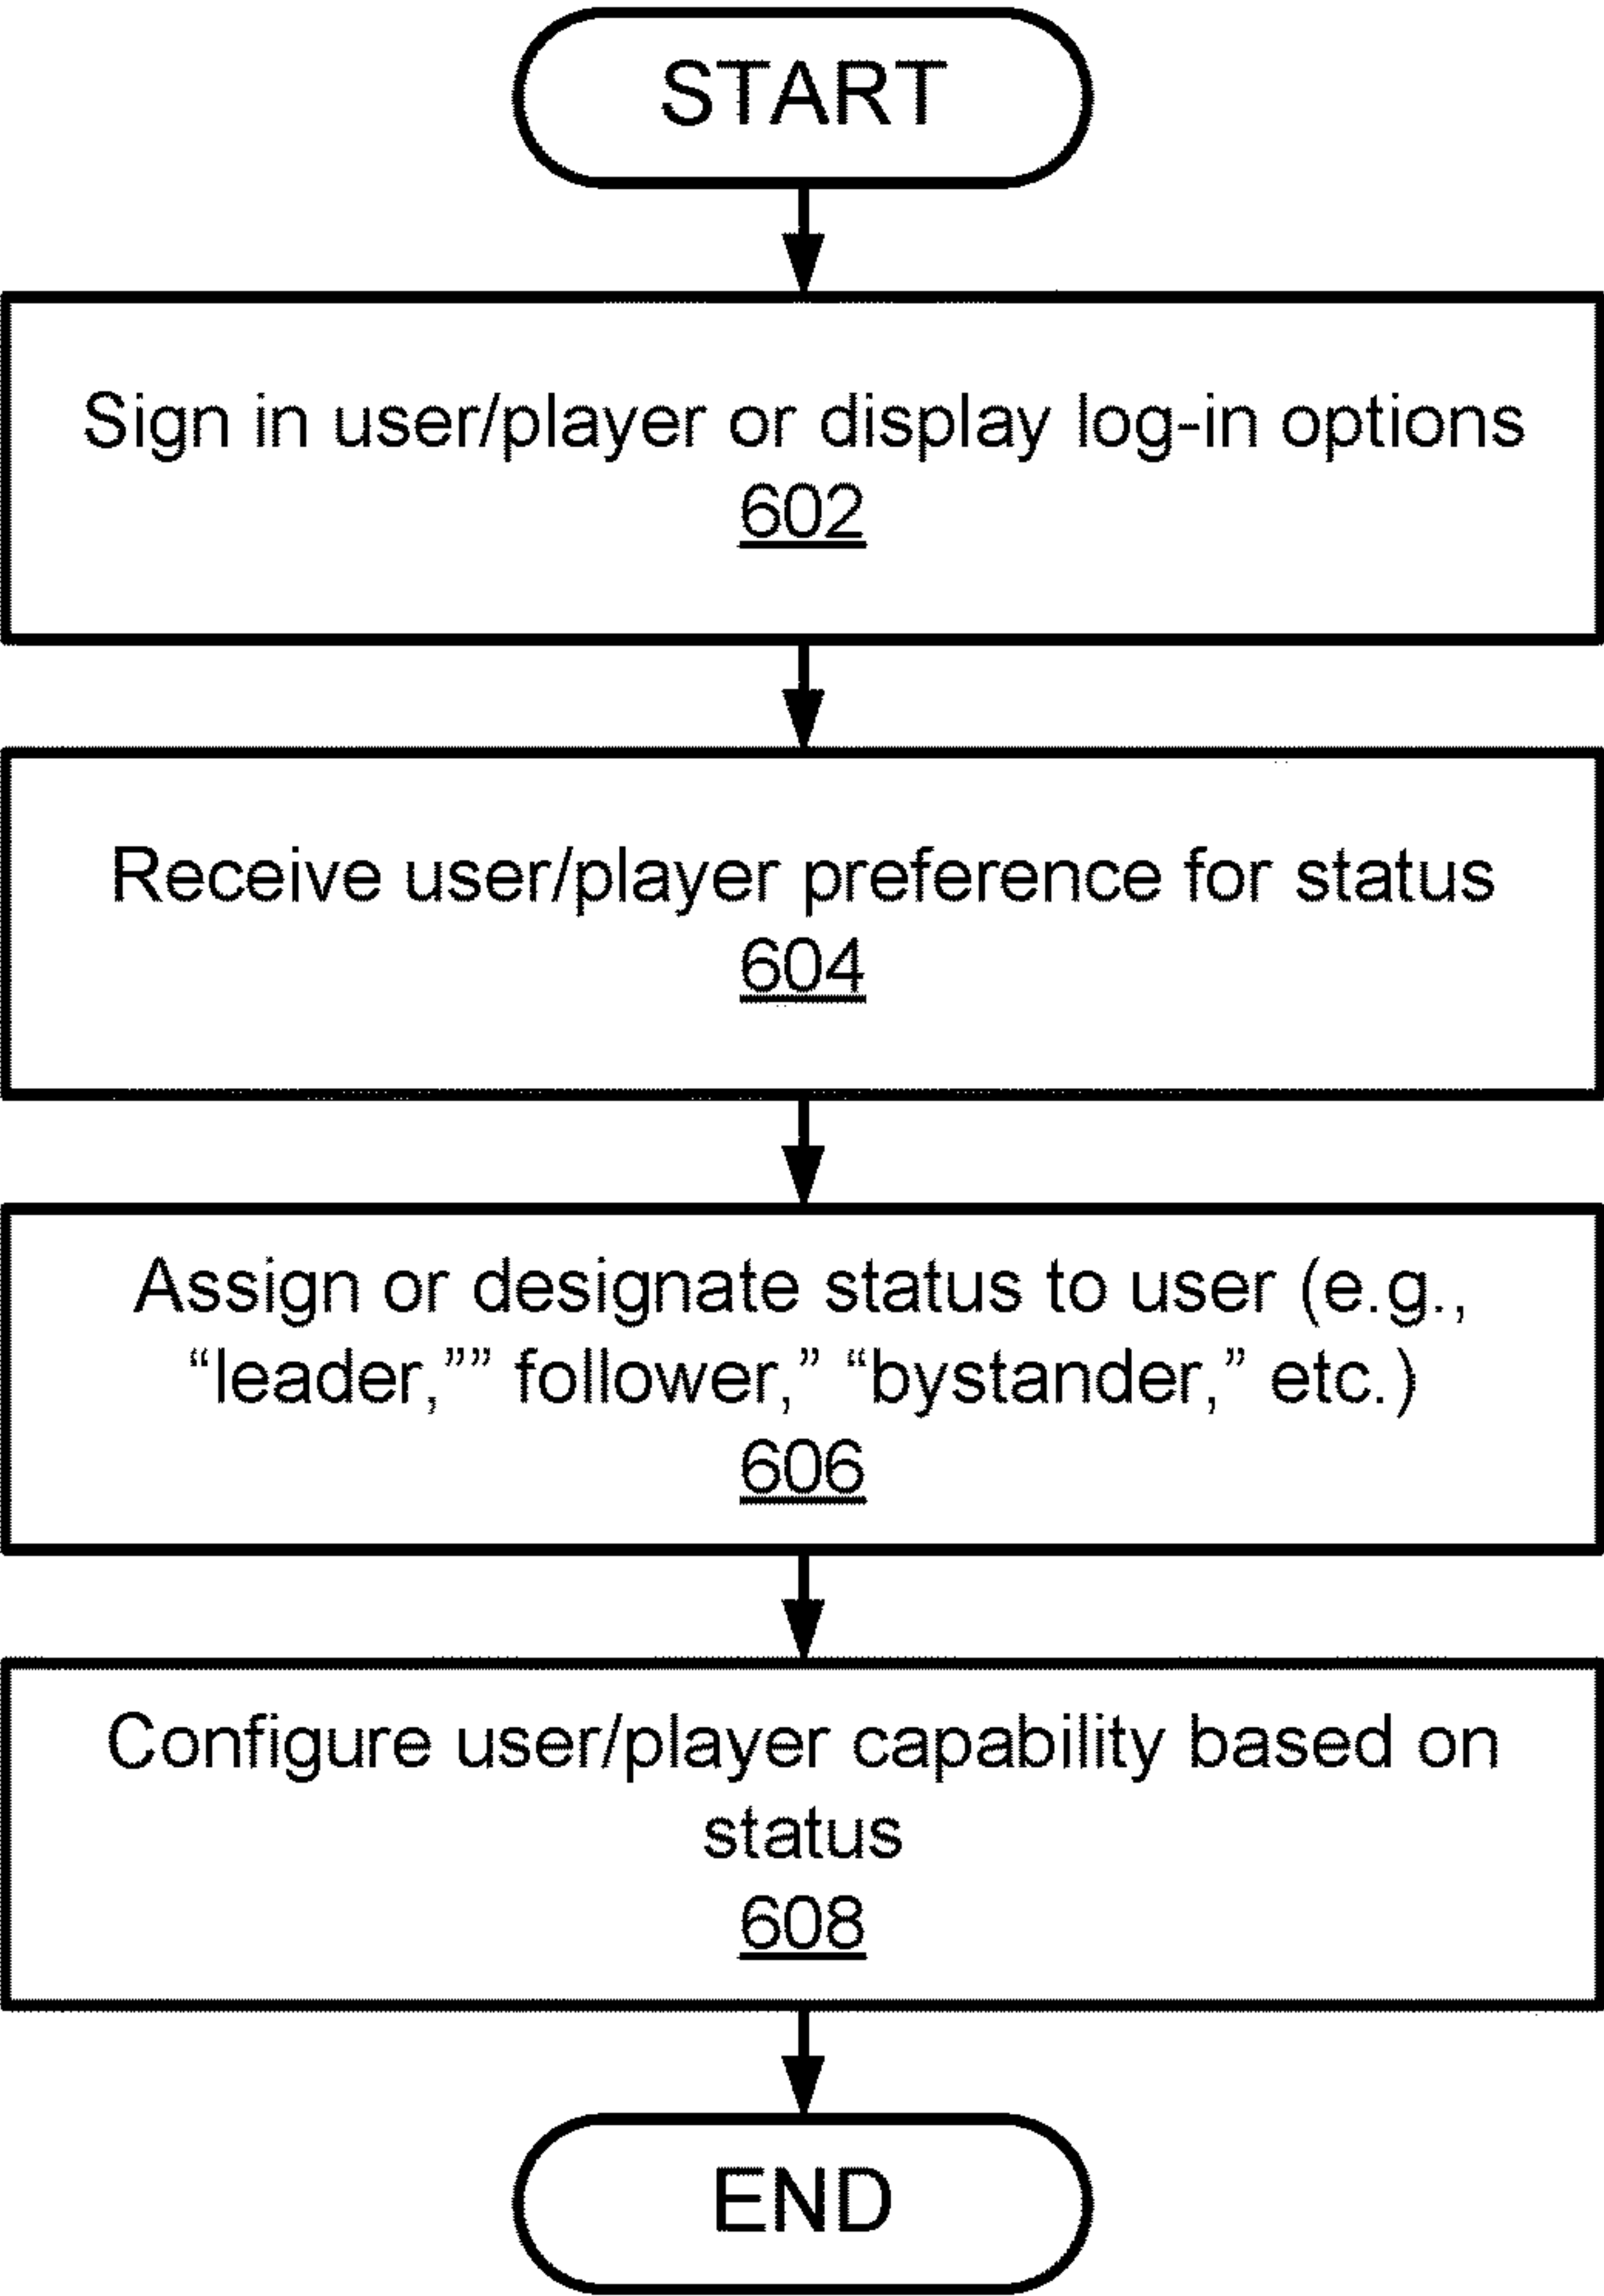 START
Sign in user/player or display log-in options
602
Receive user/player preference for status
604
Assign or designate status to user (e.g.,
“leader,”” follower,” “bystander,” etc.)
606
Configure user/player capability based on
status
608
END